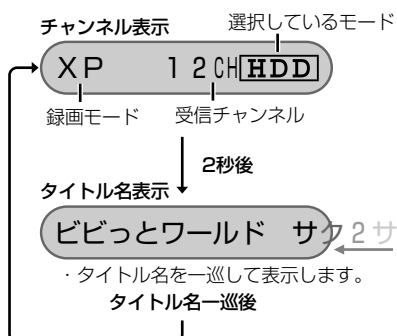 チャンネル表示
選択しているモード
XP 12CH HDD
録画モード 受信チャンネル
2秒後
タイトル名表示
ビビっとワールド サク2サ
・タイトル名を一巡して表示します。
タイトル名一巡後